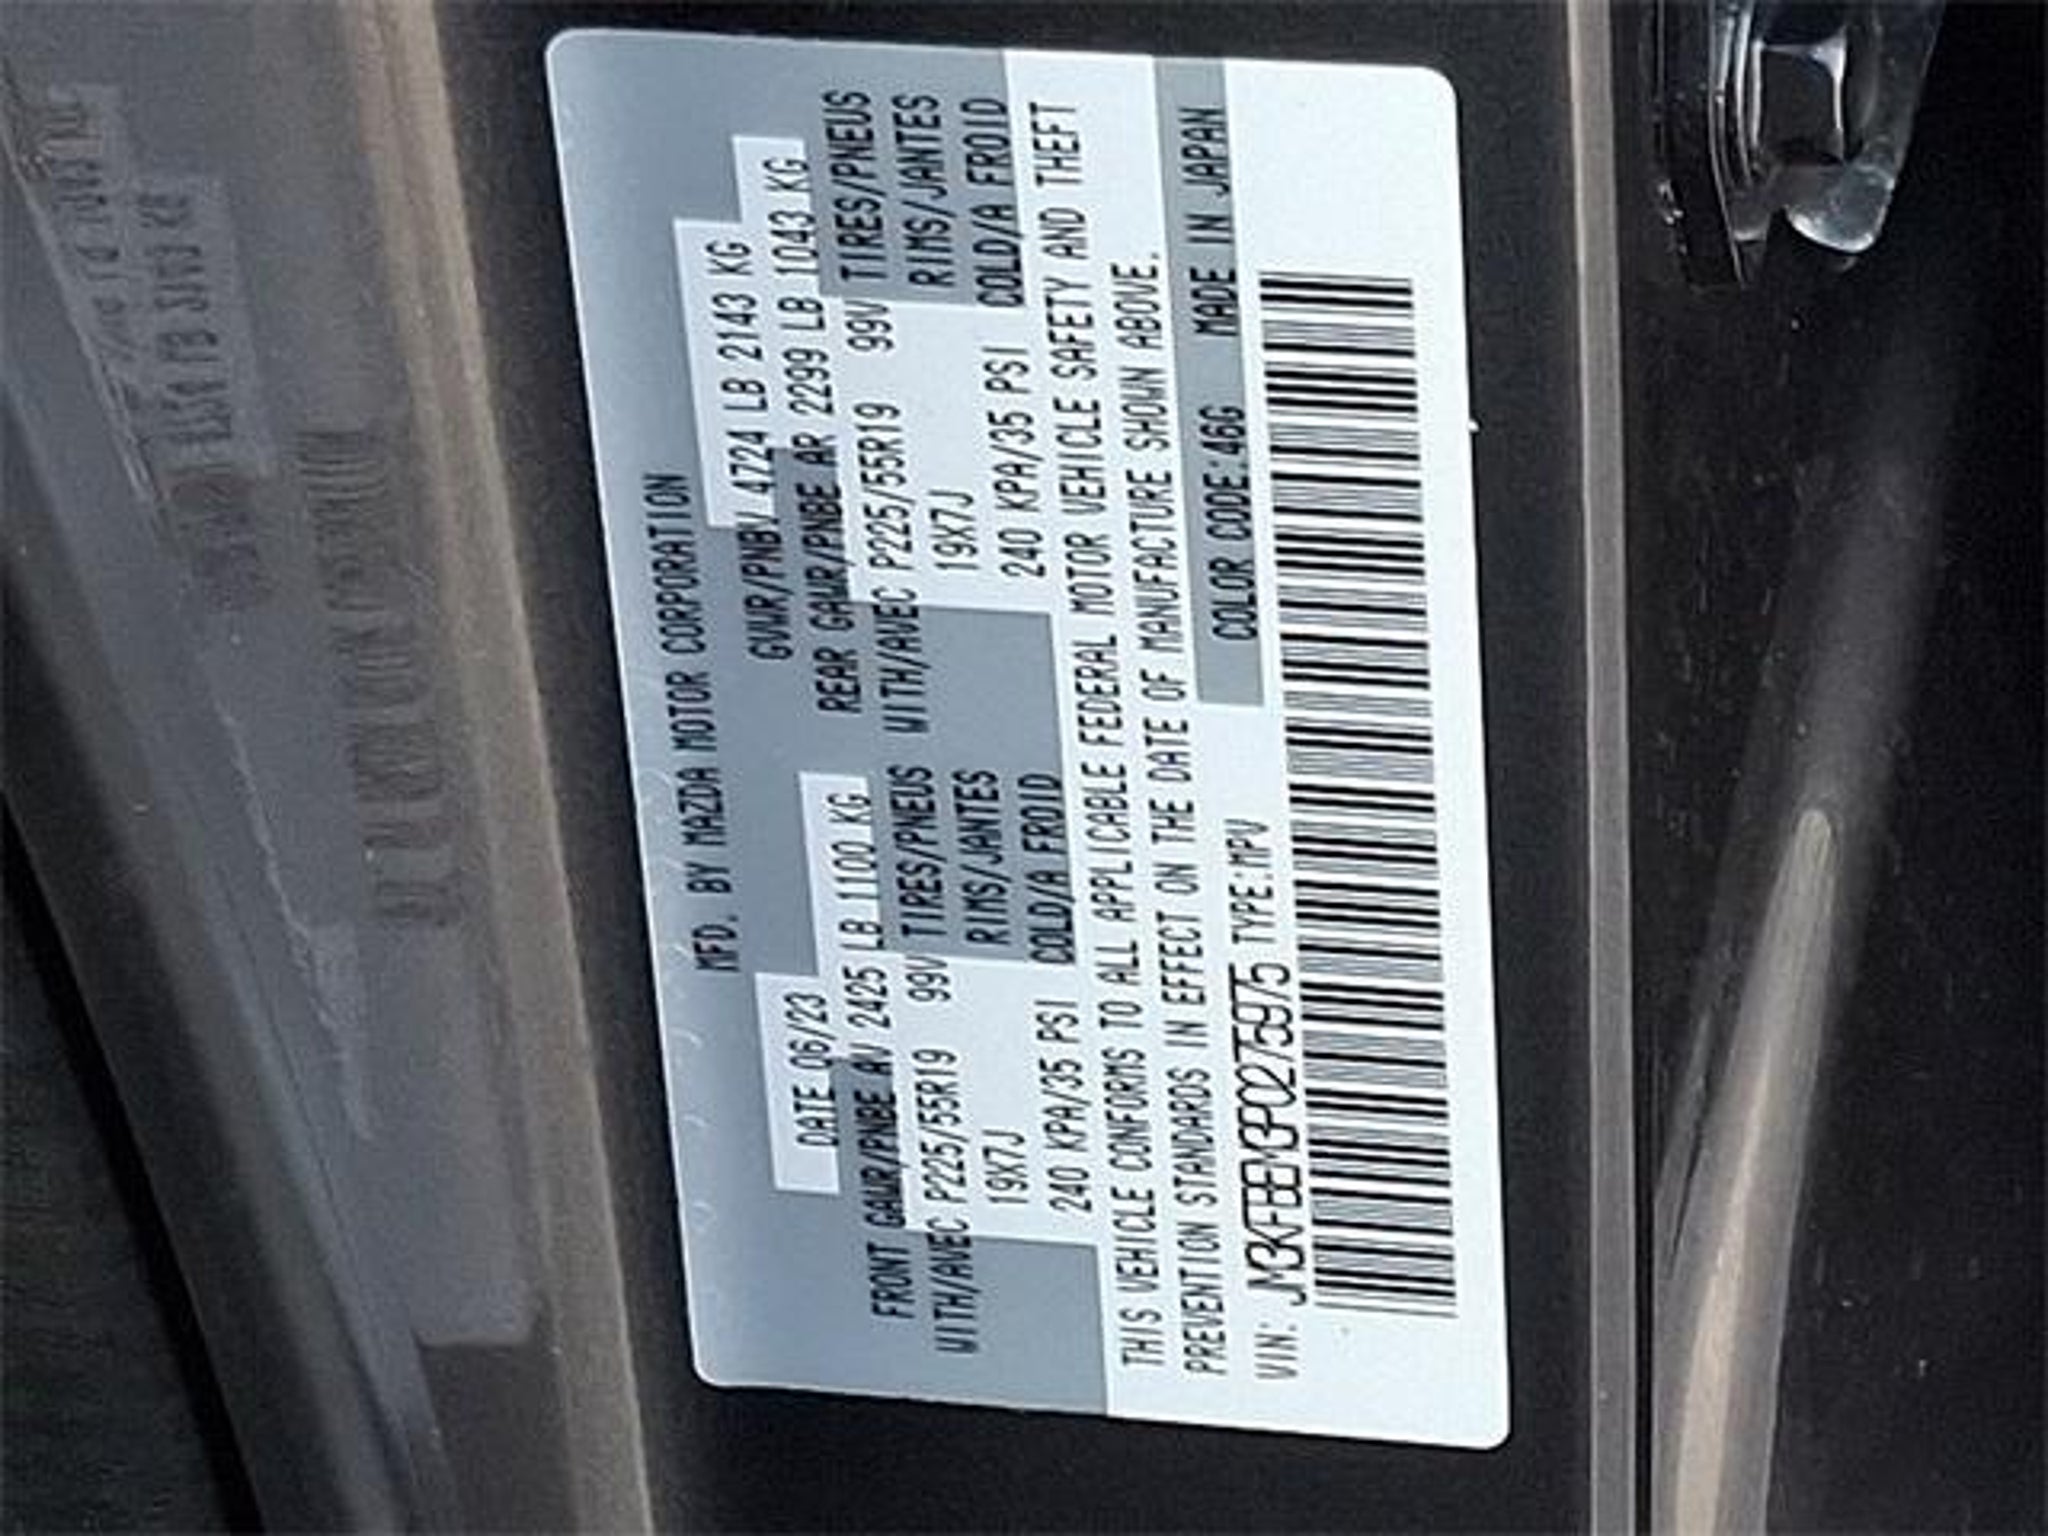 MFD. BY MAZDA MOTOR CORPORATION
DATE 06/23 GVWR/PNBV 4724 LB 2143 KG
FRONT GAWR/PNBE AV 2425 LB 1100 KG REAR GAWR/PNBE AR 2299 LB 1043 KG
WITH/AVEC P225/55R19 99V TIRES/PNEUS WITH/AVEC P225/55R19 99V TIRES/PNEUS
19X7J RIMS/JANTES 19X7J RIMS/JANTES
240 KPA/35 PSI COLD/A FROID 240 KPA/35 PSI COLD/A FROID
THIS VEHICLE CONFORMS TO ALL APPLICABLE FEDERAL MOTOR VEHICLE SAFETY AND THEFT
PREVENTION STANDARDS IN EFFECT ON THE DATE OF MANUFACTURE SHOWN ABOVE.
VIN: JM3KFBEM3P0275975 TYPE:MPV COLOR CODE:46G MADE IN JAPAN